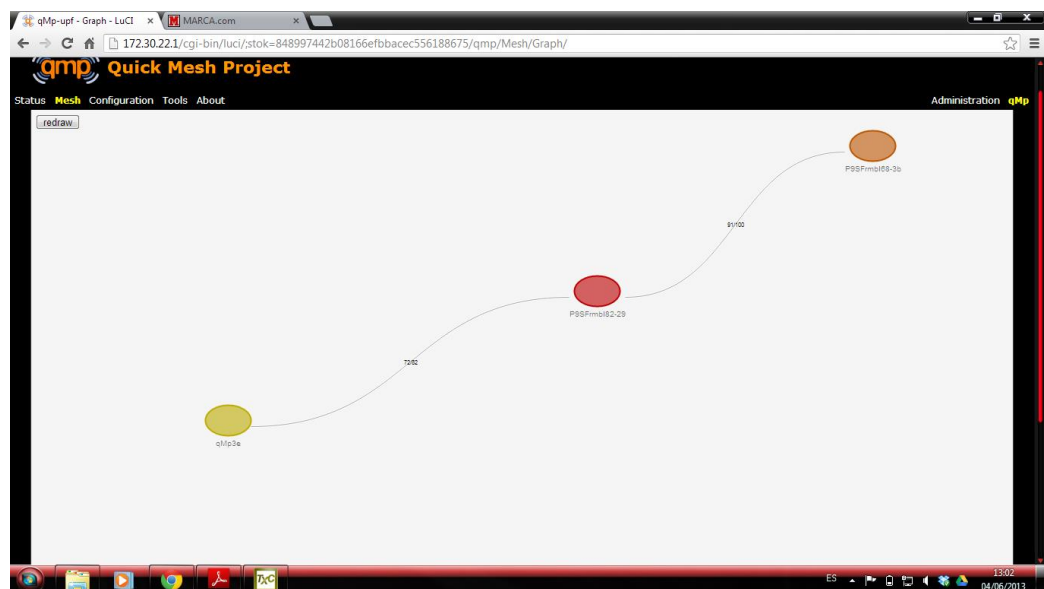 qMp-upf - Graph - LuCI
MARCA.com
172.30.22.1/cgi-bin/luci/;stok=848997442b08166efbbacec556188675/qmp/Mesh/Graph/
qmp Quick Mesh Project
Status Mesh Configuration Tools About Administration qMp
redraw
P9SFrmbl68-3b
91/100
P9SFrmbl82-29
72/82
qMp3e
TXC
ES
13:02
04/06/2013